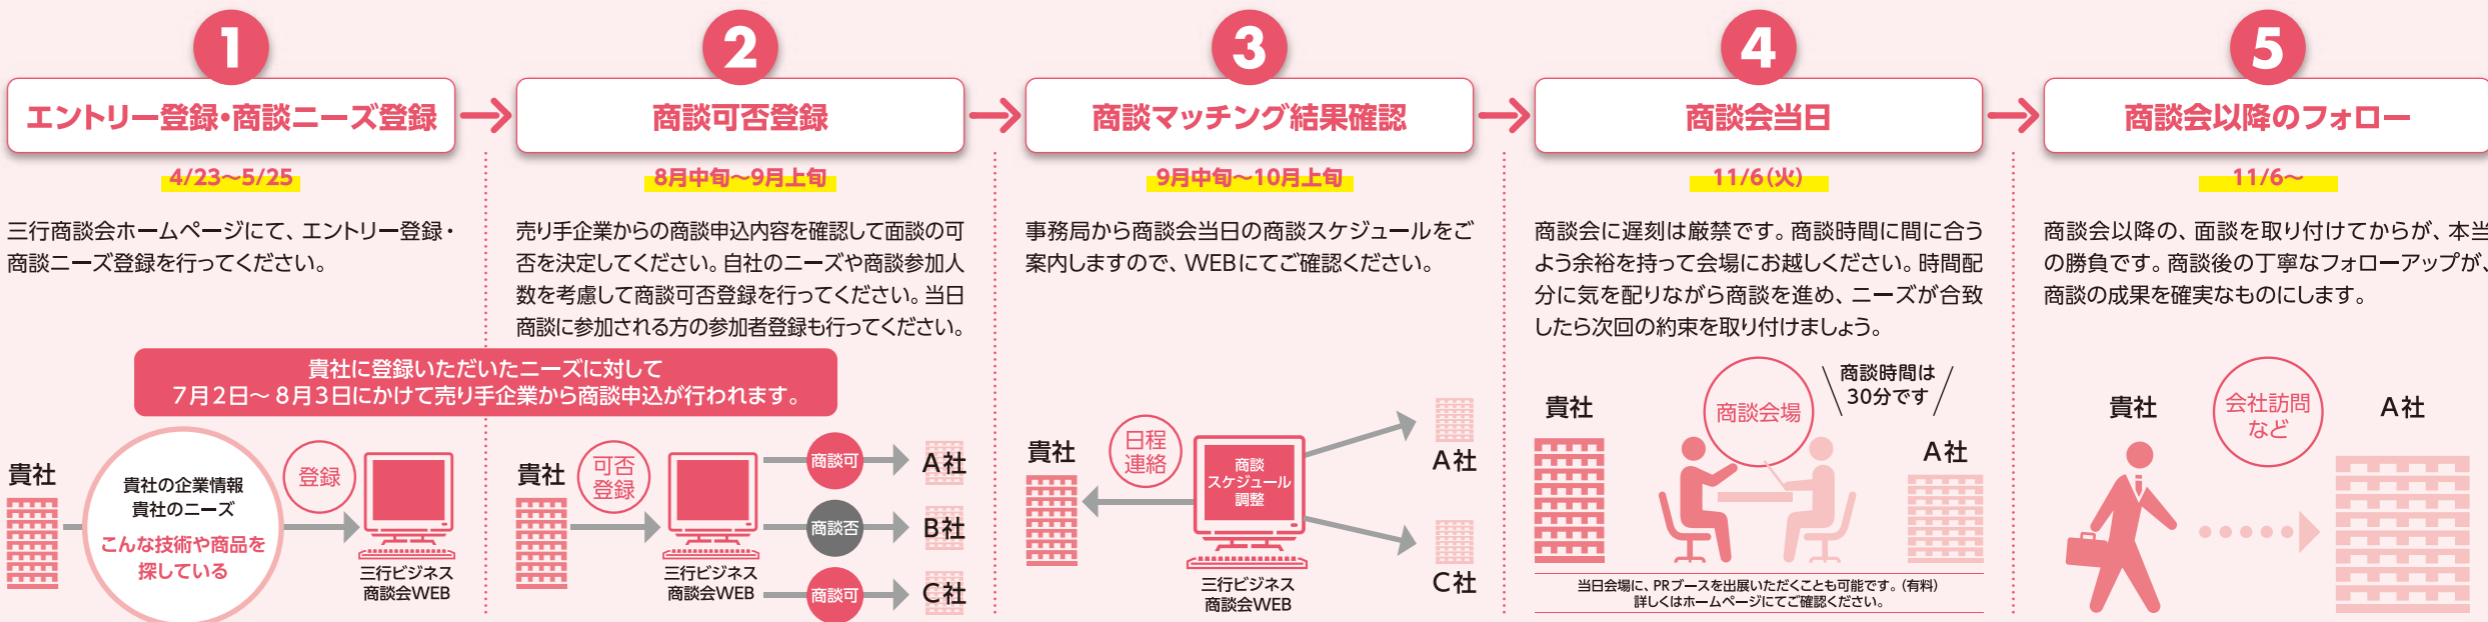 1
エントリー登録・商談ニーズ登録
4/23〜5/25
三行商談会ホームページにて、エントリー登録・
商談ニーズ登録を行ってください。
2
商談可否登録
8月中旬〜9月上旬
売り手企業からの商談申込内容を確認して面談の可
否を決定してください。自社のニーズや商談参加人
数を考慮して商談可否登録を行ってください。当日
商談に参加される方の参加者登録も行ってください。
貴社に登録いただいたニーズに対して
7月2日〜8月3日にかけて売り手企業から商談申込が行われます。
貴社
貴社の企業情報
貴社のニーズ
こんな技術や商品を
探している
登録
三行ビジネス
商談会WEB
貴社
可否
登録
三行ビジネス
商談会WEB
商談可
A社
商談否
B社
商談可
C社
3
商談マッチング結果確認
9月中旬〜10月上旬
事務局から商談会当日の商談スケジュールをご
案内しますので、WEBにてご確認ください。
貴社
日程
連絡
商談
スケジュール
調整
三行ビジネス
商談会WEB
A社
C社
4
商談会当日
11/6(火)
商談会に遅刻は厳禁です。商談時間に間に合う
よう余裕を持って会場にお越しください。時間配
分に気を配りながら商談を進め、ニーズが合致
したら次回の約束を取り付けましょう。
貴社
商談会場
商談時間は
30分です
A社
当日会場に、PRブースを出展いただくことも可能です。(有料)
詳しくはホームページにてご確認ください。
5
商談会以降のフォロー
11/6〜
商談会以降の、面談を取り付けてからが、本当
の勝負です。商談後の丁寧なフォローアップが、
商談の成果を確実なものにします。
貴社
会社訪問
など
A社